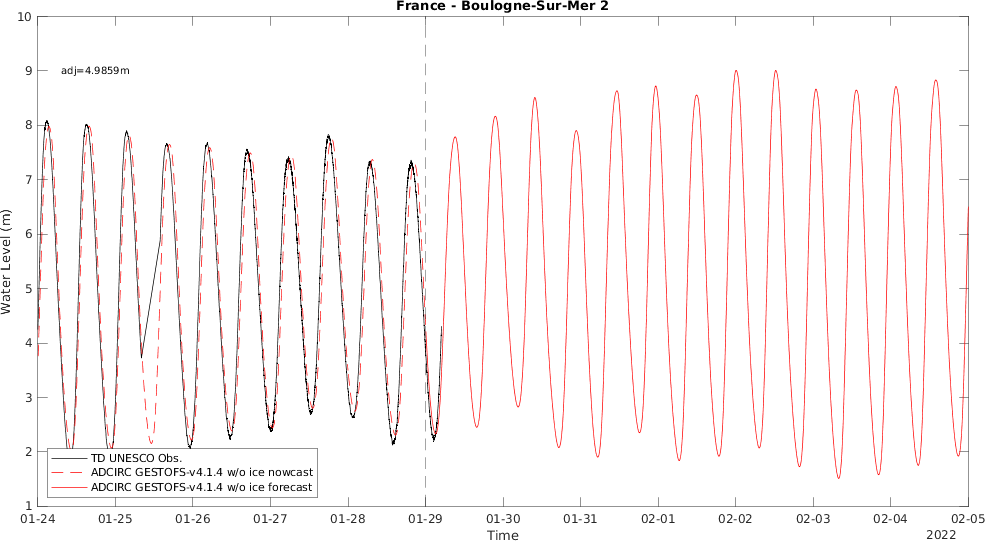 France - Boulogne-Sur-Mer 2
10
9
8
7
6
5
4
3
2
1
Water Level (m)
adj=4.9859m
TD UNESCO Obs.
ADCIRC GESTOFS-v4.1.4 w/o ice nowcast
ADCIRC GESTOFS-v4.1.4 w/o ice forecast
01-24 01-25 01-26 01-27 01-28 01-29 01-30 01-31 02-01 02-02 02-03 02-04 02-05
Time
2022